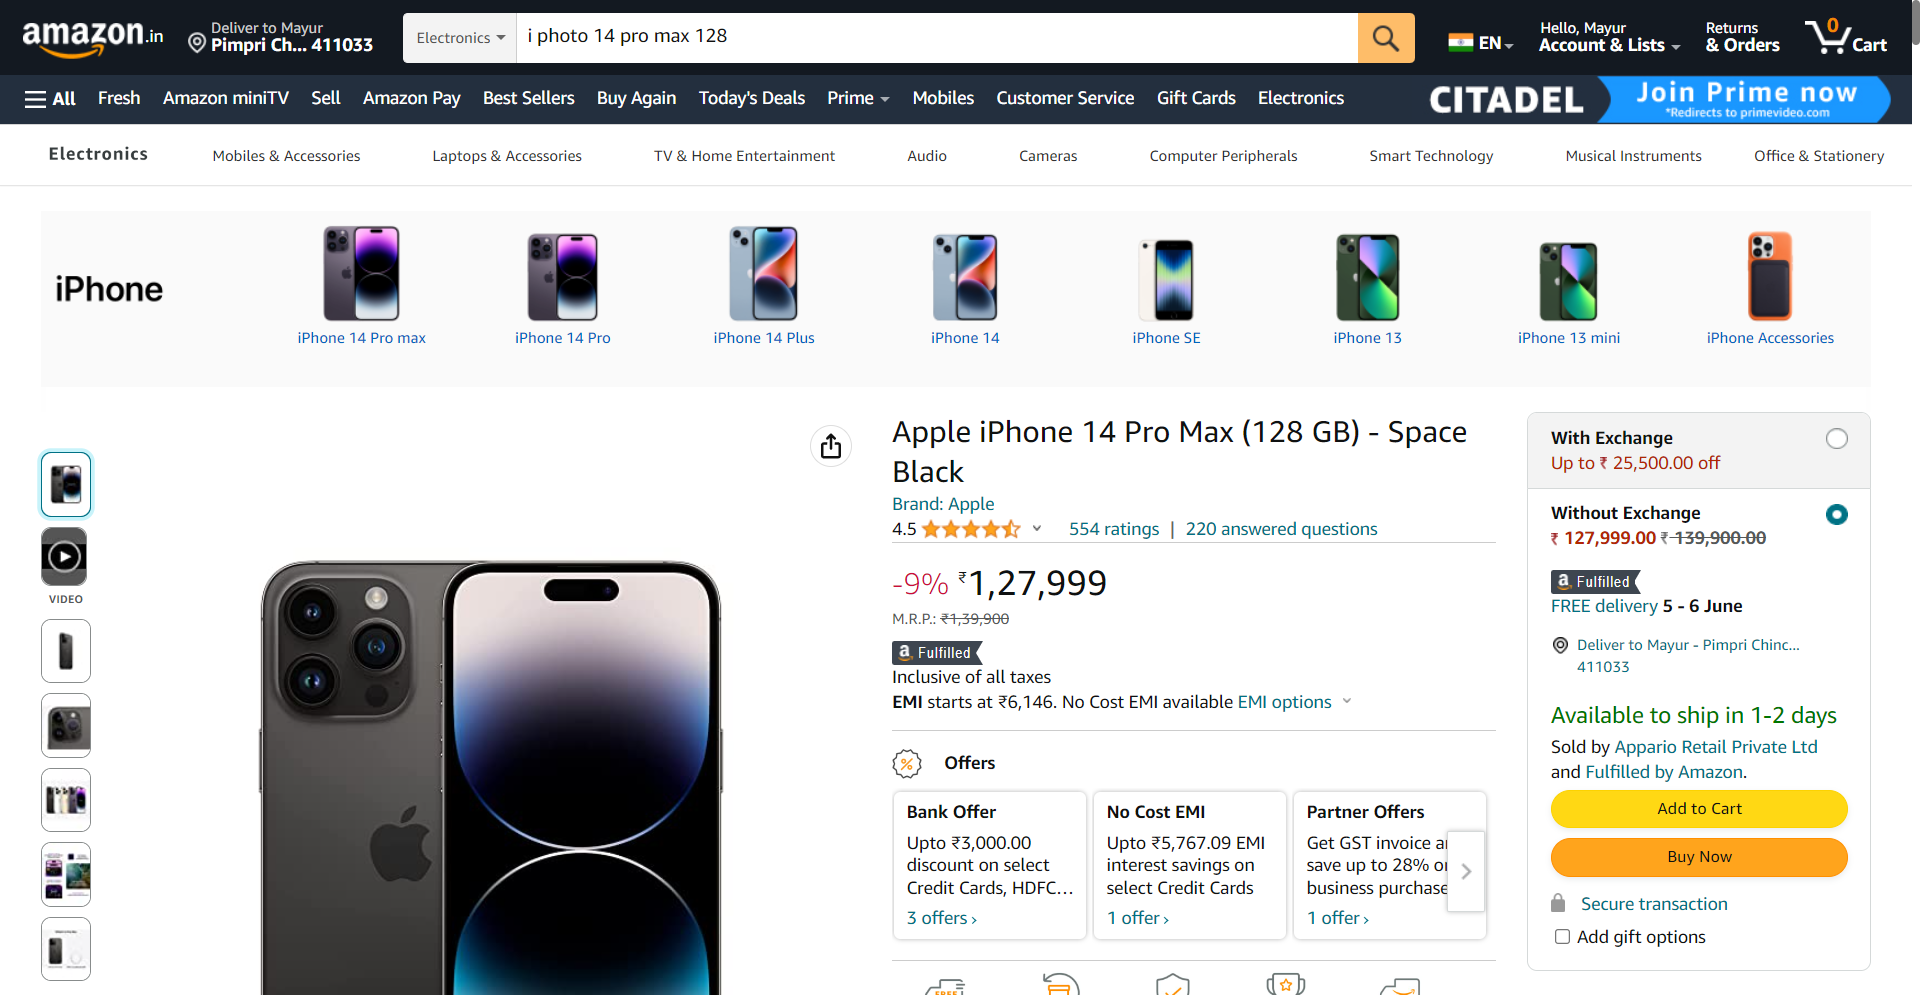 amazon.in
Deliver to Mayur
Pimpri Ch... 411033
Electronics
i photo 14 pro max 128
EN
Hello, Mayur
Account & Lists
Returns
& Orders
0
Cart
All
Fresh
Amazon miniTV
Sell
Amazon Pay
Best Sellers
Buy Again
Today's Deals
Prime
Mobiles
Customer Service
Gift Cards
Electronics
CITADEL
Join Prime now
*Redirects to primevideo.com
Electronics
Mobiles & Accessories
Laptops & Accessories
TV & Home Entertainment
Audio
Cameras
Computer Peripherals
Smart Technology
Musical Instruments
Office & Stationery
iPhone
iPhone 14 Pro max
iPhone 14 Pro
iPhone 14 Plus
iPhone 14
iPhone SE
iPhone 13
iPhone 13 mini
iPhone Accessories
VIDEO
Apple iPhone 14 Pro Max (128 GB) - Space
Black
Brand: Apple
4.5
554 ratings | 220 answered questions
-9% ₹1,27,999
M.R.P.: ₹1,39,900
a Fulfilled
Inclusive of all taxes
EMI starts at ₹6,146. No Cost EMI available EMI options
% Offers
Bank Offer
Upto ₹3,000.00
discount on select
Credit Cards, HDFC...
3 offers ›
No Cost EMI
Upto ₹5,767.09 EMI
interest savings on
select Credit Cards
1 offer ›
Partner Offers
Get GST invoice a
save up to 28% o
business purchase
1 offer ›
FREE
With Exchange
Up to ₹ 25,500.00 off
Without Exchange
₹ 127,999.00 ₹ 139,900.00
a Fulfilled
FREE delivery 5 - 6 June
Deliver to Mayur - Pimpri Chinc...
411033
Available to ship in 1-2 days
Sold by Appario Retail Private Ltd
and Fulfilled by Amazon.
Add to Cart
Buy Now
Secure transaction
Add gift options